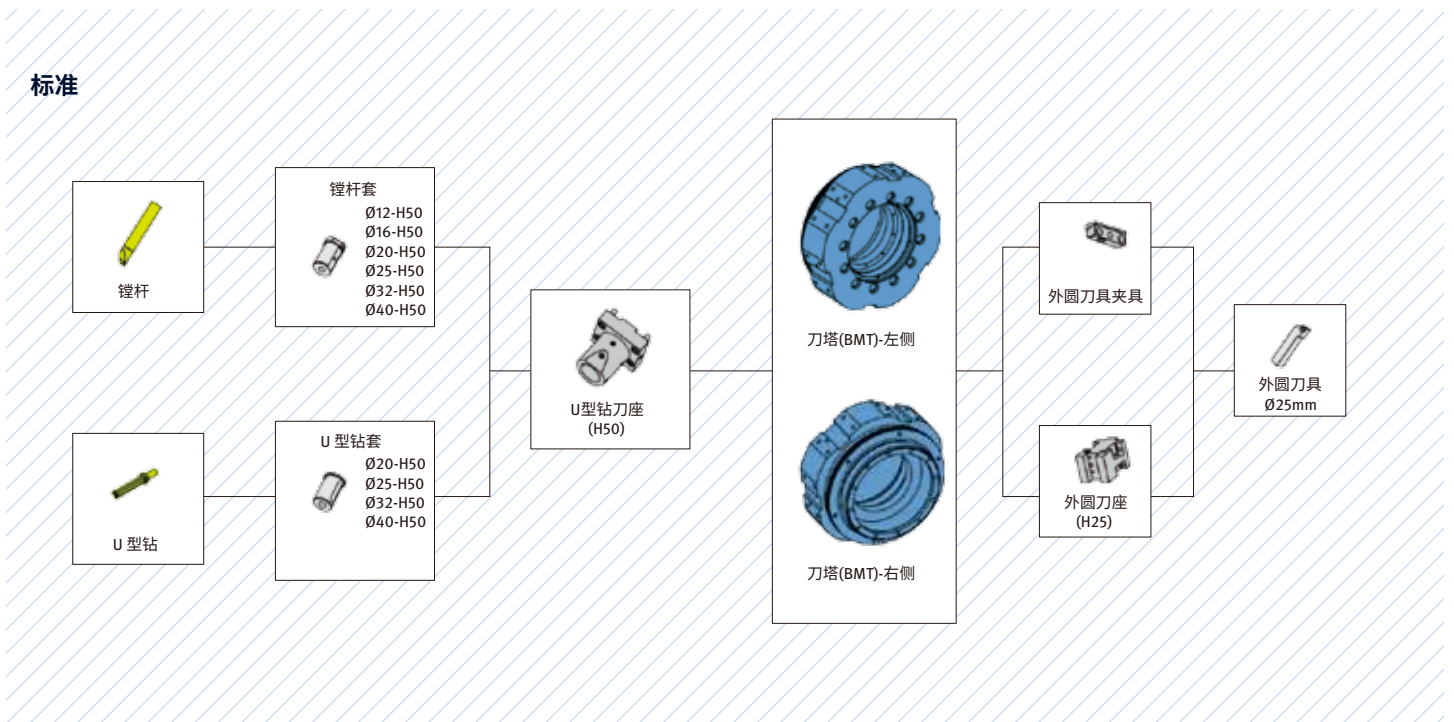 标准
镗杆
镗杆套
Ø12-H50
Ø16-H50
Ø20-H50
Ø25-H50
Ø32-H50
Ø40-H50
U 型钻
U 型钻套
Ø20-H50
Ø25-H50
Ø32-H50
Ø40-H50
U型钻刀座
(H50)
刀塔(BMT)-左侧
刀塔(BMT)-右侧
外圆刀具夹具
外圆刀座
(H25)
外圆刀具
Ø25mm